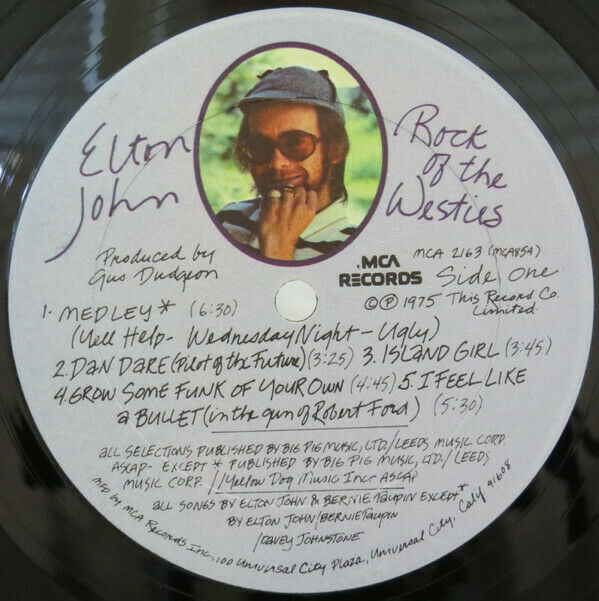 Elton
John
Rock
of the
Westies
Produced by
Gus Dudgeon
MCA
RECORDS
MCA 2163 (MCA854)
Side One
©℗ 1975 This Record Co.
Limited.
1- MEDLEY* (6:30)
(Yell Help- Wednesday Night - Ugly)
2. DAN DARE (Pilot of the Future) (3:25) 3. ISLAND GIRL (3:45)
4. GROW SOME FUNK OF YOUR OWN (4:45) 5. I FEEL LIKE
a BULLET (in the gun of Robert Ford) (5:30)
ALL SELECTIONS PUBLISHED BY BIG PIG MUSIC, LTD./LEEDS MUSIC CORP.
ASCAP- EXCEPT * PUBLISHED BY BIG PIG MUSIC, LTD./LEEDS
MUSIC CORP./Yellow Dog Music Inc. ASCAP
ALL SONGS BY ELTON JOHN & BERNIE TAUPIN EXCEPT*
BY ELTON JOHN/BERNIE TAUPIN
/DAVEY JOHNSTONE
MFD by MCA Records Inc., 100 Universal City Plaza, Universal City, Calif 91608